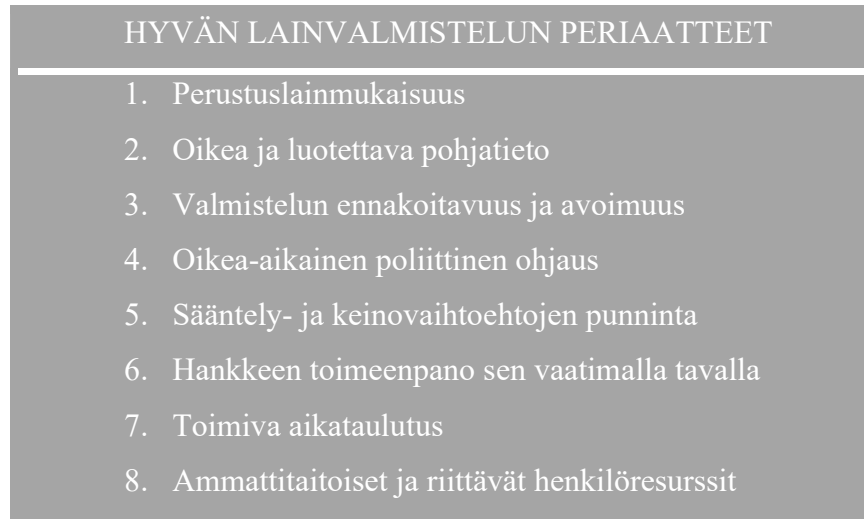 HYVÄN LAINVALMISTELUN PERIAATTEET
1. Perustuslainmukaisuus
2. Oikea ja luotettava pohjatieto
3. Valmistelun ennakoitavuus ja avoimuus
4. Oikea-aikainen poliittinen ohjaus
5. Sääntely- ja keinovaihtoehtojen punninta
6. Hankkeen toimeenpano sen vaatimalla tavalla
7. Toimiva aikataulutus
8. Ammattitaitoiset ja riittävät henkilöresurssit